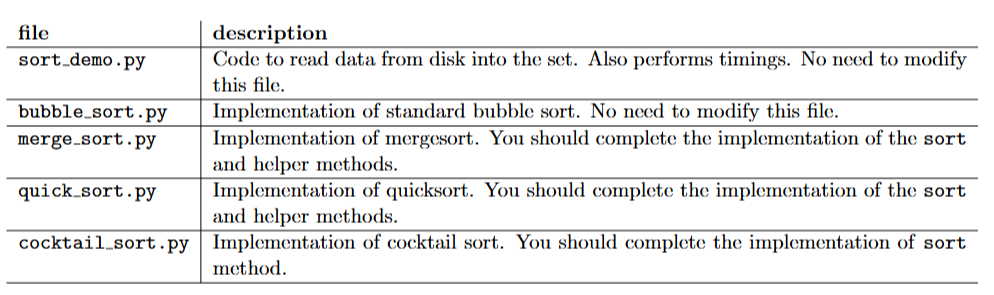 file description
sort_demo.py Code to read data from disk into the set. Also performs timings. No need to modify
this file.
bubble_sort.py Implementation of standard bubble sort. No need to modify this file.
merge_sort.py Implementation of mergesort. You should complete the implementation of the sort
and helper methods.
quick_sort.py Implementation of quicksort. You should complete the implementation of the sort
and helper methods.
cocktail_sort.py Implementation of cocktail sort. You should complete the implementation of sort
method.